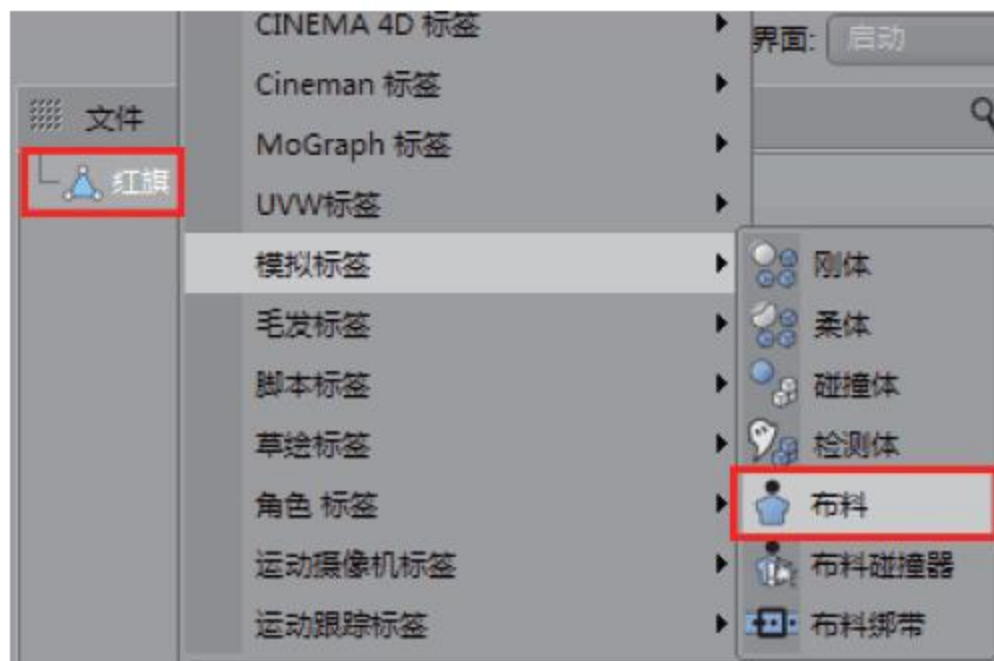 CINEMA 4D 标签
界面: 启动
Cineman 标签
文件
MoGraph 标签
红旗
UVW标签
模拟标签
刚体
毛发标签
柔体
脚本标签
碰撞体
草绘标签
检测体
角色 标签
布料
运动摄像机标签
布料碰撞器
运动跟踪标签
布料绑带